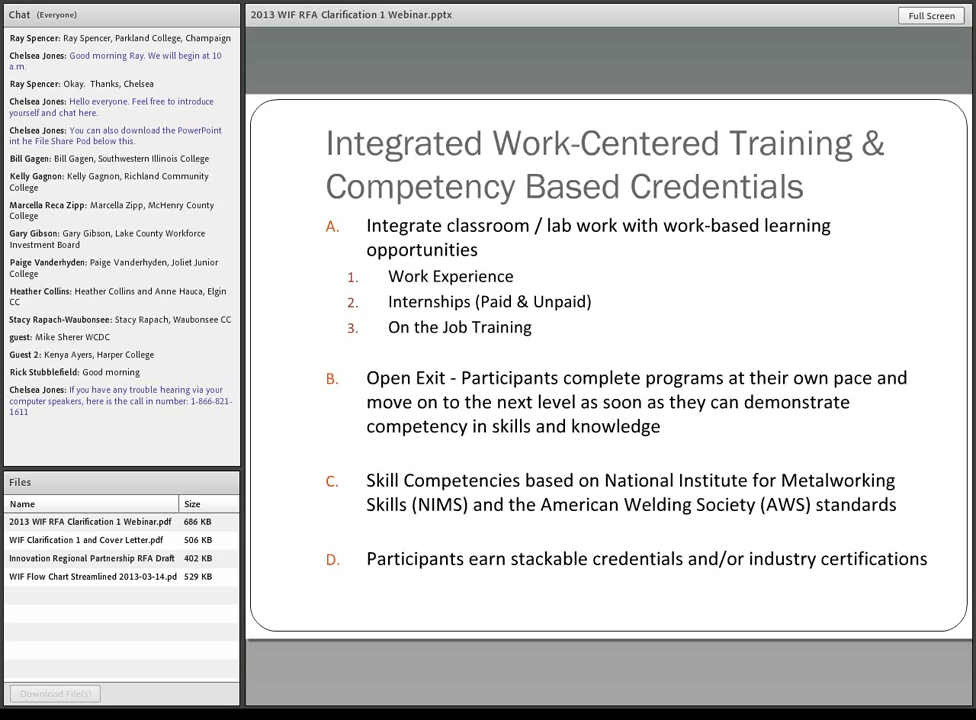 Chat (Everyone)
Ray Spencer: Ray Spencer, Parkland College, Champaign
Chelsea Jones: Good morning Ray. We will begin at 10
a.m.
Ray Spencer: Okay. Thanks, Chelsea
Chelsea Jones: Hello everyone. Feel free to introduce
yourself and chat here.
Chelsea Jones: You can also download the PowerPoint
int he File Share Pod below this.
Bill Gagen: Bill Gagen, Southwestern Illinois College
Kelly Gagnon: Kelly Gagnon, Richland Community
College
Marcella Reca Zipp: Marcella Zipp, McHenry County
College
Gary Gibson: Gary Gibson, Lake County Workforce
Investment Board
Paige Vanderhyden: Paige Vanderhyden, Joliet Junior
College
Heather Collins: Heather Collins and Anne Hauca, Elgin
CC
Stacy Rapach-Waubonsee: Stacy Rapach, Waubonsee CC
guest: Mike Sherer WCDC
Guest 2: Kenya Ayers, Harper College
Rick Stubblefield: Good morning
Chelsea Jones: If you have any trouble hearing via your
computer speakers, here is the call in number: 1-866-821-
1611
Files
Name Size
2013 WIF RFA Clarification 1 Webinar.pdf 686 KB
WIF Clarification 1 and Cover Letter.pdf 506 KB
Innovation Regional Partnership RFA Draft 402 KB
WIF Flow Chart Streamlined 2013-03-14.pd 529 KB
Download File(s)
2013 WIF RFA Clarification 1 Webinar.pptx
Full Screen
Integrated Work-Centered Training &
Competency Based Credentials
A. Integrate classroom / lab work with work-based learning
opportunities
1. Work Experience
2. Internships (Paid & Unpaid)
3. On the Job Training
B. Open Exit - Participants complete programs at their own pace and
move on to the next level as soon as they can demonstrate
competency in skills and knowledge
C. Skill Competencies based on National Institute for Metalworking
Skills (NIMS) and the American Welding Society (AWS) standards
D. Participants earn stackable credentials and/or industry certifications